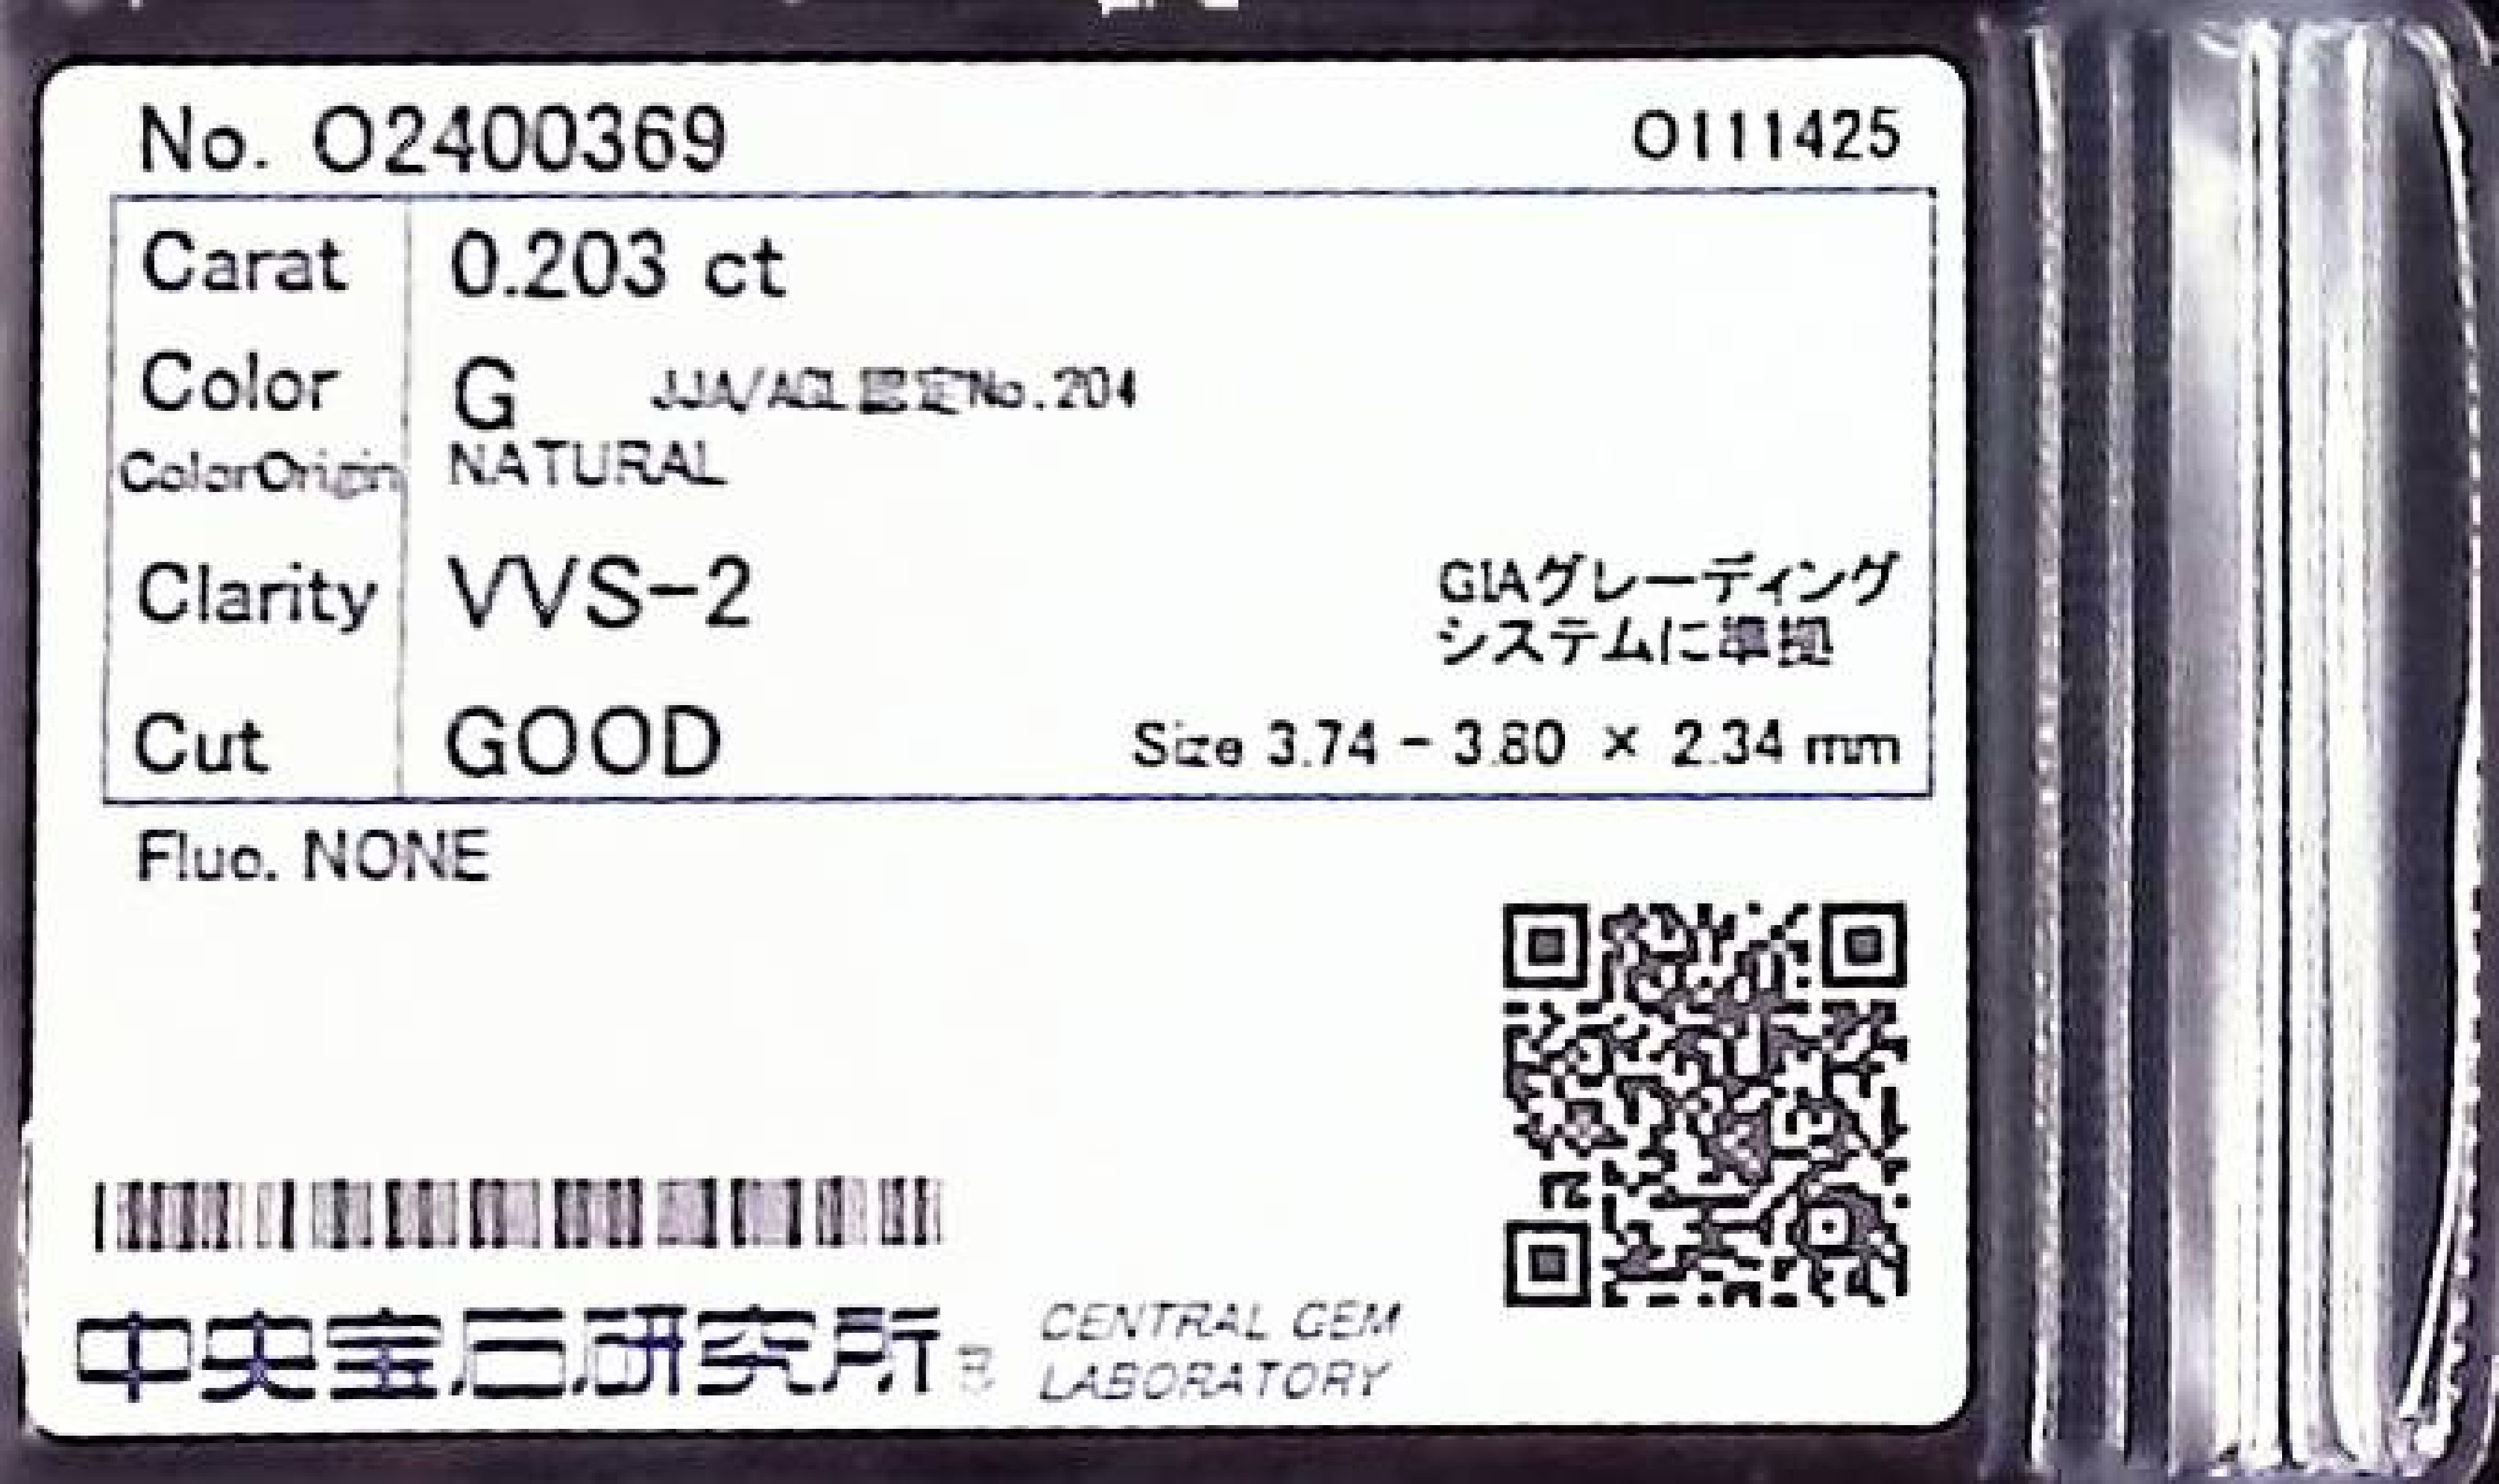 No. O2400369 O111425
Carat 0.203 ct
Color G JJA/AGL認定No.204
ColorOrigin NATURAL
Clarity VVS-2 GIAグレーディング
システムに準拠
Cut GOOD Size 3.74 - 3.80 × 2.34 mm
Fluo. NONE
中央宝石研究所 CENTRAL GEM
LABORATORY